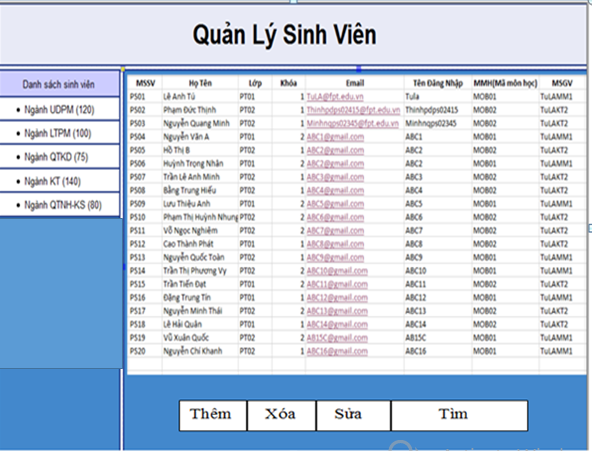 Quản Lý Sinh Viên
Danh sách sinh viên
• Ngành UDPM (120)
• Ngành LTPM (100)
• Ngành QTKD (75)
• Ngành KT (140)
• Ngành QTNH-KS (80)
MSSV Họ Tên Lớp Khóa Email Tên Đăng Nhập MMH(Mã môn học) MSGV
PS01 Lê Anh Tú PT01 1 TuLA@fpt.edu.vn Tula MOB01 TuLAMM1
PS02 Phạm Đức Thịnh PT02 1 Thinhpdps02415@fpt.edu.vn Thinhpdps02415 MOB02 TuLAKT2
PS03 Nguyễn Quang Minh PT02 1 Minhnqps02345@fpt.edu.vn Minhnqps02345 MOB02 TuLAKT2
PS04 Nguyễn Văn A PT01 2 ABC1@gmail.com ABC1 MOB01 TuLAMM1
PS05 Hồ Thị B PT02 2 ABC2@gmail.com ABC2 MOB02 TuLAKT2
PS06 Huỳnh Trọng Nhân PT01 2 ABC2@gmail.com ABC2 MOB01 TuLAMM1
PS07 Trần Lê Anh Minh PT02 1 ABC3@gmail.com ABC3 MOB02 TuLAKT2
PS08 Bằng Trung Hiếu PT02 1 ABC4@gmail.com ABC4 MOB02 TuLAKT2
PS09 Lưu Thiệu Anh PT01 2 ABC5@gmail.com ABC5 MOB01 TuLAMM1
PS10 Phạm Thị Huỳnh Nhung PT02 2 ABC6@gmail.com ABC6 MOB02 TuLAKT2
PS11 Võ Ngọc Nghiêm PT02 2 ABC7@gmail.com ABC7 MOB02 TuLAKT2
PS12 Cao Thành Phát PT01 1 ABC8@gmail.com ABC8 MOB02 TuLAKT2
PS13 Nguyễn Quốc Toàn PT02 1 ABC9@gmail.com ABC9 MOB01 TuLAMM1
PS14 Trần Thị Phương Vy PT02 2 ABC10@gmail.com ABC10 MOB01 TuLAMM1
PS15 Trần Tiến Đạt PT01 2 ABC11@gmail.com ABC11 MOB02 TuLAKT2
PS16 Đặng Trung Tín PT01 2 ABC12@gmail.com ABC12 MOB01 TuLAMM1
PS17 Nguyễn Minh Thái PT02 2 ABC13@gmail.com ABC13 MOB02 TuLAKT2
PS18 Lê Hải Quân PT01 1 ABC14@gmail.com ABC14 MOB02 TuLAKT2
PS19 Vũ Xuân Quốc PT02 2 AB15C@gmail.com AB15C MOB01 TuLAMM1
PS20 Nguyễn Chí Khanh PT02 1 ABC16@gmail.com ABC16 MOB01 TuLAMM1
Thêm Xóa Sửa Tìm